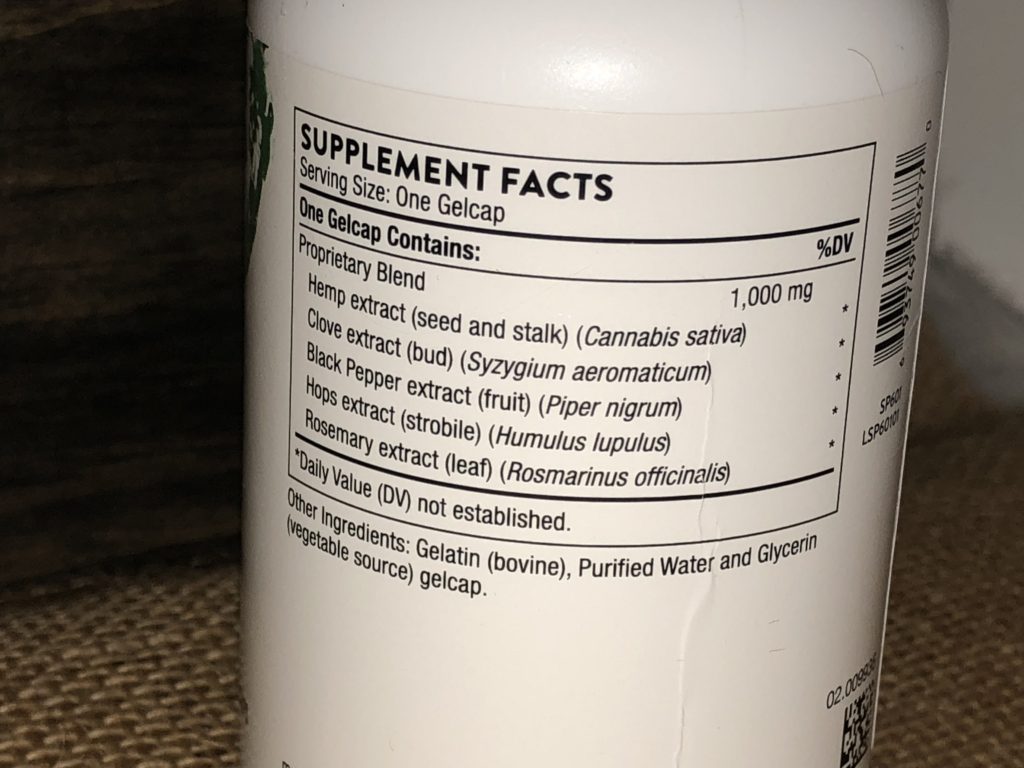 SUPPLEMENT FACTS
Serving Size: One Gelcap
One Gelcap Contains: %DV
Proprietary Blend 1,000 mg
Hemp extract (seed and stalk) (Cannabis sativa) *
Clove extract (bud) (Syzygium aeromaticum) *
Black Pepper extract (fruit) (Piper nigrum) *
Hops extract (strobile) (Humulus lupulus) *
Rosemary extract (leaf) (Rosmarinus officinalis) *
*Daily Value (DV) not established.
Other Ingredients: Gelatin (bovine), Purified Water and Glycerin
(vegetable source) gelcap.
SP601
LSP60101